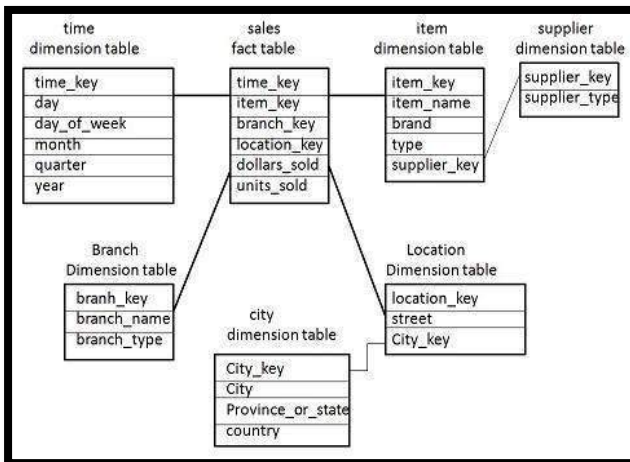 time
dimension table
time_key
day
day_of_week
month
quarter
year
sales
fact table
time_key
item_key
branch_key
location_key
dollars_sold
units_sold
item
dimension table
item_key
item_name
brand
type
supplier_key
supplier
dimension table
supplier_key
supplier_type
Branch
Dimension table
branh_key
branch_name
branch_type
city
dimension table
City_key
City
Province_or_state
country
Location
Dimension table
location_key
street
City_key